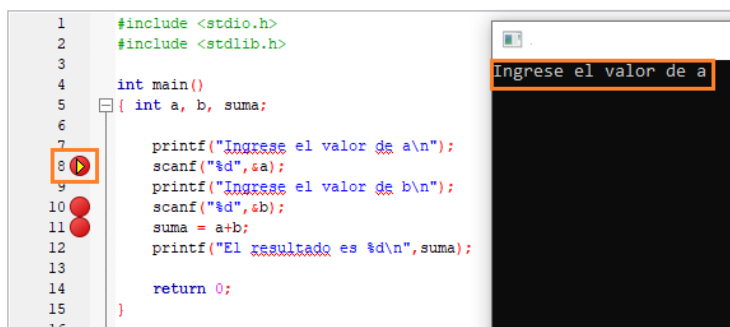 1 #include <stdio.h>
2 #include <stdlib.h>
3
4 int main()
5 { int a, b, suma;
6
7 printf("Ingrese el valor de a\n");
8 scanf("%d",&a);
9 printf("Ingrese el valor de b\n");
10 scanf("%d",&b);
11 suma = a+b;
12 printf("El resultado es %d\n",suma);
13
14 return 0;
15 }
Ingrese el valor de a